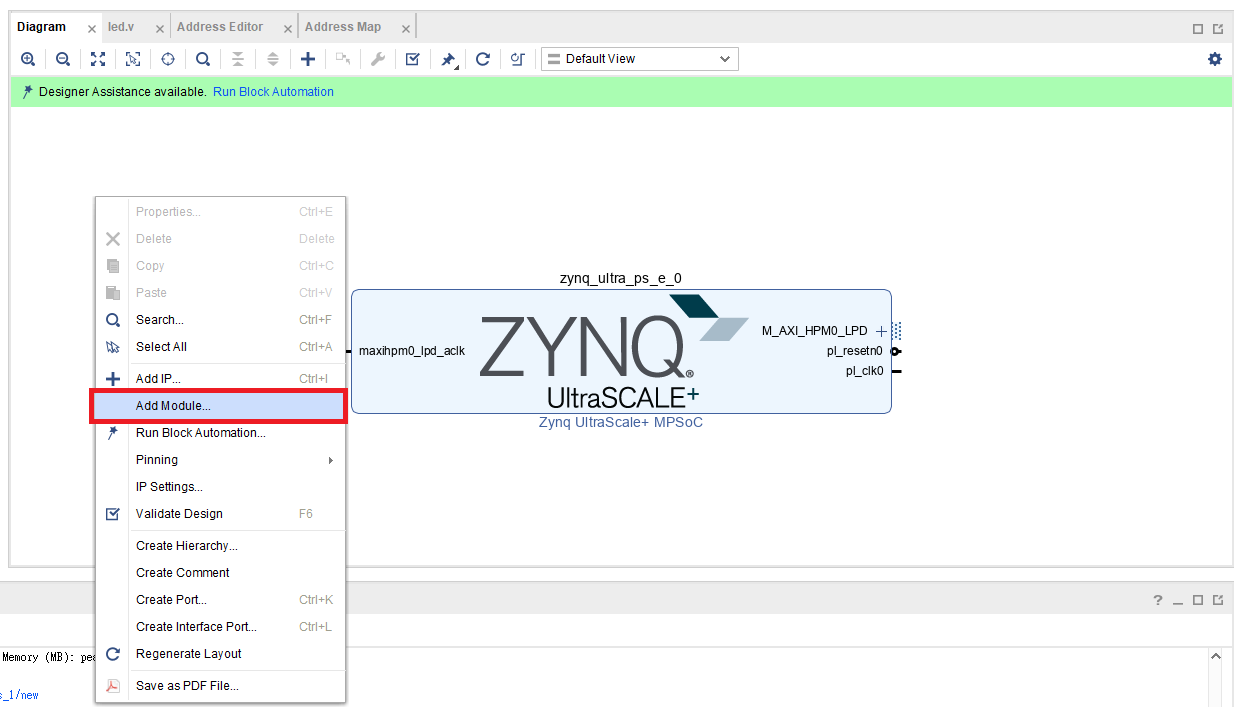 Diagram
led.v
Address Editor
Address Map
Default View
Designer Assistance available. Run Block Automation
Properties... Ctrl+E
Delete Delete
Copy Ctrl+C
Paste Ctrl+V
Search... Ctrl+F
Select All Ctrl+A
Add IP... Ctrl+I
Add Module...
Run Block Automation...
Pinning
IP Settings...
Validate Design F6
Create Hierarchy...
Create Comment
Create Port... Ctrl+K
Create Interface Port... Ctrl+L
Regenerate Layout
Save as PDF File...
zynq_ultra_ps_e_0
maxihpm0_lpd_aclk
ZYNQ®
UltraSCALE+
M_AXI_HPM0_LPD
pl_resetn0
pl_clk0
Zynq UltraScale+ MPSoC
Memory (MB):
s_1/new